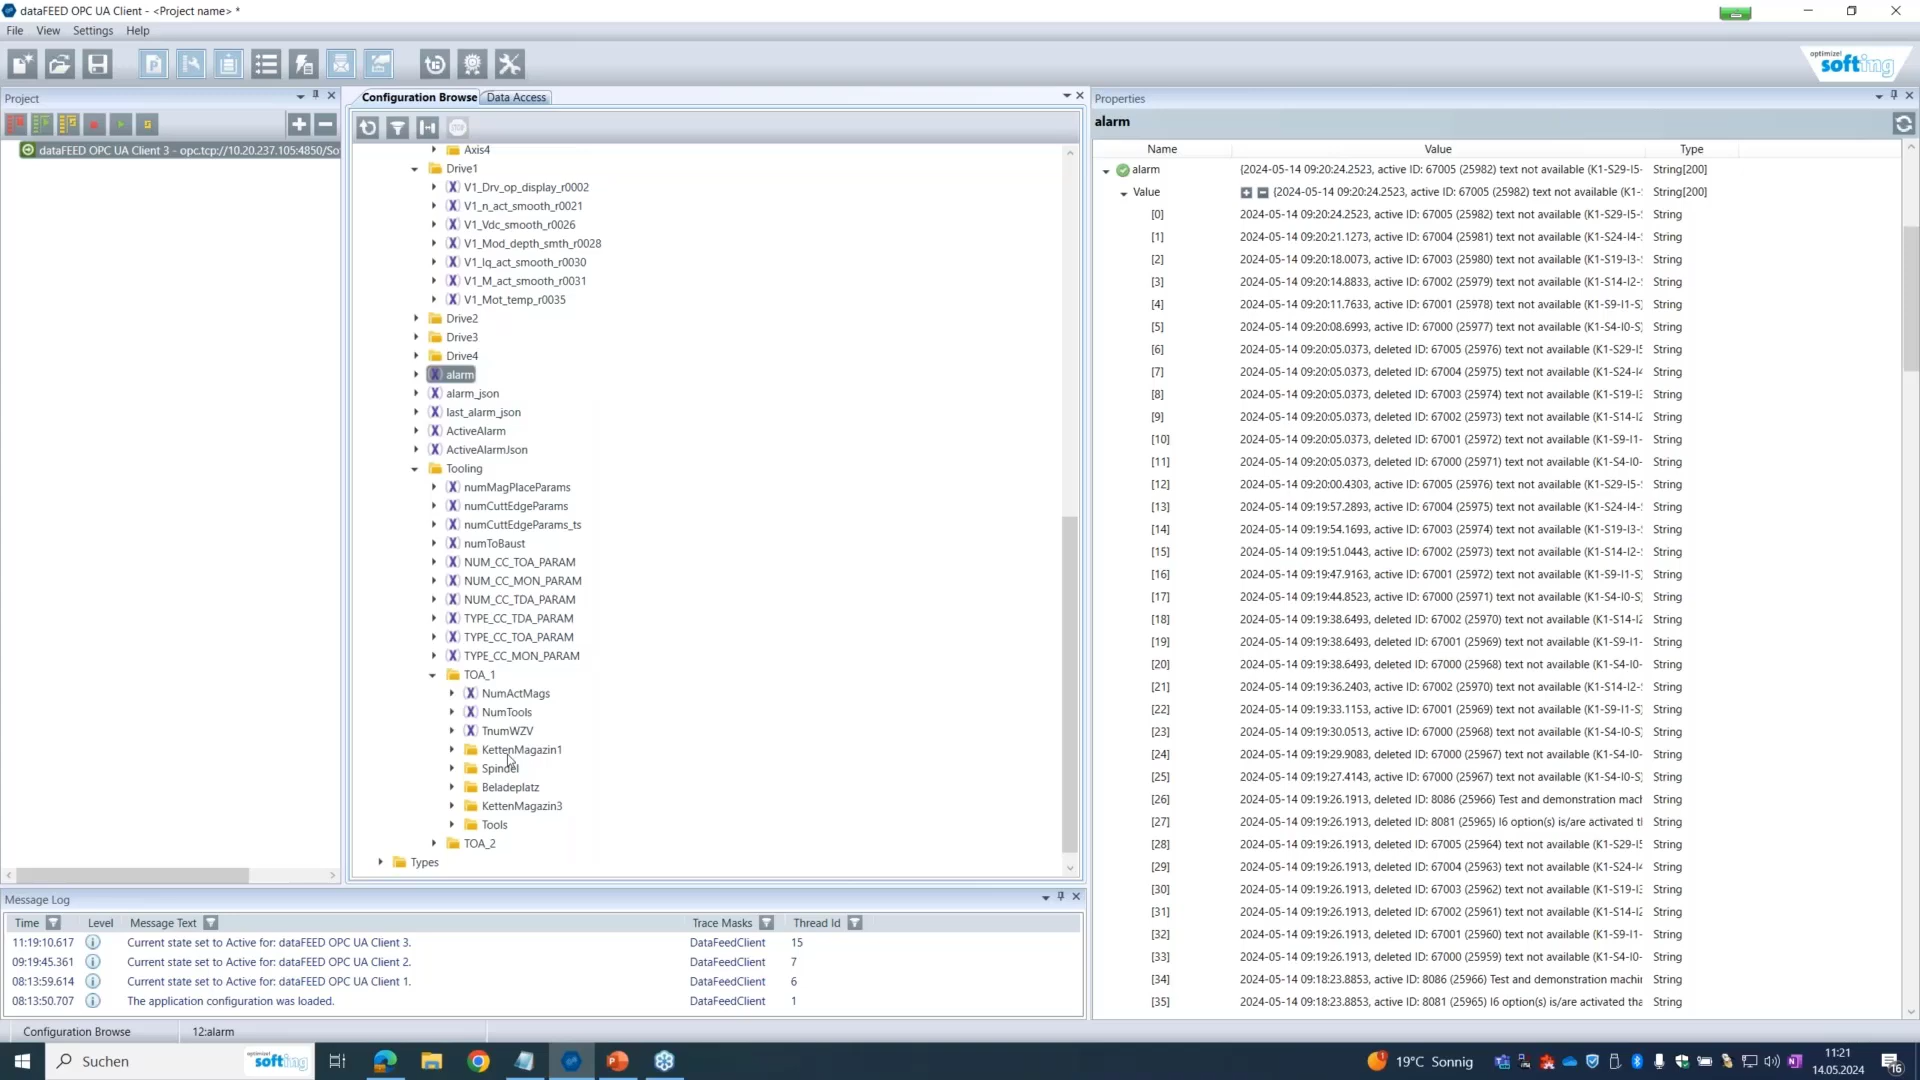 dataFEED OPC UA Client - <Project name> *
File View Settings Help
optimize!
softing
Project
dataFEED OPC UA Client 3 - opc.tcp://10.20.237.105:4850/So
Configuration Browse Data Access
Axis4
Drive1
V1_Drv_op_display_r0002
V1_n_act_smooth_r0021
V1_Vdc_smooth_r0026
V1_Mod_depth_smth_r0028
V1_Iq_act_smooth_r0030
V1_M_act_smooth_r0031
V1_Mot_temp_r0035
Drive2
Drive3
Drive4
alarm
alarm_json
last_alarm_json
ActiveAlarm
ActiveAlarmJson
Tooling
numMagPlaceParams
numCuttEdgeParams
numCuttEdgeParams_ts
numToBaust
NUM_CC_TOA_PARAM
NUM_CC_MON_PARAM
NUM_CC_TDA_PARAM
TYPE_CC_TDA_PARAM
TYPE_CC_TOA_PARAM
TYPE_CC_MON_PARAM
TOA_1
NumActMags
NumTools
TnumWZV
KettenMagazin1
Spindel
Beladeplatz
KettenMagazin3
Tools
TOA_2
Types
Properties
alarm
Name Value Type
alarm {2024-05-14 09:20:24.2523, active ID: 67005 (25982) text not available (K1-S29-I5- String[200]
Value {2024-05-14 09:20:24.2523, active ID: 67005 (25982) text not available (K1- String[200]
[0] 2024-05-14 09:20:24.2523, active ID: 67005 (25982) text not available (K1-S29-I5- String
[1] 2024-05-14 09:20:21.1273, active ID: 67004 (25981) text not available (K1-S24-I4- String
[2] 2024-05-14 09:20:18.0073, active ID: 67003 (25980) text not available (K1-S19-I3- String
[3] 2024-05-14 09:20:14.8833, active ID: 67002 (25979) text not available (K1-S14-I2- String
[4] 2024-05-14 09:20:11.7633, active ID: 67001 (25978) text not available (K1-S9-I1-S) String
[5] 2024-05-14 09:20:08.6993, active ID: 67000 (25977) text not available (K1-S4-I0-S) String
[6] 2024-05-14 09:20:05.0373, deleted ID: 67005 (25976) text not available (K1-S29-I5 String
[7] 2024-05-14 09:20:05.0373, deleted ID: 67004 (25975) text not available (K1-S24-I4 String
[8] 2024-05-14 09:20:05.0373, deleted ID: 67003 (25974) text not available (K1-S19-I3 String
[9] 2024-05-14 09:20:05.0373, deleted ID: 67002 (25973) text not available (K1-S14-I2 String
[10] 2024-05-14 09:20:05.0373, deleted ID: 67001 (25972) text not available (K1-S9-I1- String
[11] 2024-05-14 09:20:05.0373, deleted ID: 67000 (25971) text not available (K1-S4-I0- String
[12] 2024-05-14 09:20:00.4303, active ID: 67005 (25976) text not available (K1-S29-I5- String
[13] 2024-05-14 09:19:57.2893, active ID: 67004 (25975) text not available (K1-S24-I4- String
[14] 2024-05-14 09:19:54.1693, active ID: 67003 (25974) text not available (K1-S19-I3- String
[15] 2024-05-14 09:19:51.0443, active ID: 67002 (25973) text not available (K1-S14-I2- String
[16] 2024-05-14 09:19:47.9163, active ID: 67001 (25972) text not available (K1-S9-I1-S) String
[17] 2024-05-14 09:19:44.8523, active ID: 67000 (25971) text not available (K1-S4-I0-S) String
[18] 2024-05-14 09:19:38.6493, deleted ID: 67002 (25970) text not available (K1-S14-I2 String
[19] 2024-05-14 09:19:38.6493, deleted ID: 67001 (25969) text not available (K1-S9-I1- String
[20] 2024-05-14 09:19:38.6493, deleted ID: 67000 (25968) text not available (K1-S4-I0- String
[21] 2024-05-14 09:19:36.2403, active ID: 67002 (25970) text not available (K1-S14-I2- String
[22] 2024-05-14 09:19:33.1153, active ID: 67001 (25969) text not available (K1-S9-I1-S) String
[23] 2024-05-14 09:19:30.0513, active ID: 67000 (25968) text not available (K1-S4-I0-S) String
[24] 2024-05-14 09:19:29.9083, deleted ID: 67000 (25967) text not available (K1-S4-I0- String
[25] 2024-05-14 09:19:27.4143, active ID: 67000 (25967) text not available (K1-S4-I0-S) String
[26] 2024-05-14 09:19:26.1913, deleted ID: 8086 (25966) Test and demonstration macl String
[27] 2024-05-14 09:19:26.1913, deleted ID: 8081 (25965) I6 option(s) is/are activated tl String
[28] 2024-05-14 09:19:26.1913, deleted ID: 67005 (25964) text not available (K1-S29-I5 String
[29] 2024-05-14 09:19:26.1913, deleted ID: 67004 (25963) text not available (K1-S24-I4 String
[30] 2024-05-14 09:19:26.1913, deleted ID: 67003 (25962) text not available (K1-S19-I3 String
[31] 2024-05-14 09:19:26.1913, deleted ID: 67002 (25961) text not available (K1-S14-I2 String
[32] 2024-05-14 09:19:26.1913, deleted ID: 67001 (25960) text not available (K1-S9-I1- String
[33] 2024-05-14 09:19:26.1913, deleted ID: 67000 (25959) text not available (K1-S4-I0- String
[34] 2024-05-14 09:18:23.8853, active ID: 8086 (25966) Test and demonstration machi String
[35] 2024-05-14 09:18:23.8853, active ID: 8081 (25965) I6 option(s) is/are activated tha String
Message Log
Time Level Message Text Trace Masks Thread Id
11:19:10.617 Current state set to Active for: dataFEED OPC UA Client 3. DataFeedClient 15
09:19:45.361 Current state set to Active for: dataFEED OPC UA Client 2. DataFeedClient 7
08:13:59.614 Current state set to Active for: dataFEED OPC UA Client 1. DataFeedClient 6
08:13:50.707 The application configuration was loaded. DataFeedClient 1
Configuration Browse 12:alarm
Suchen
optimize!
softing
19°C Sonnig
11:21
14.05.2024
16